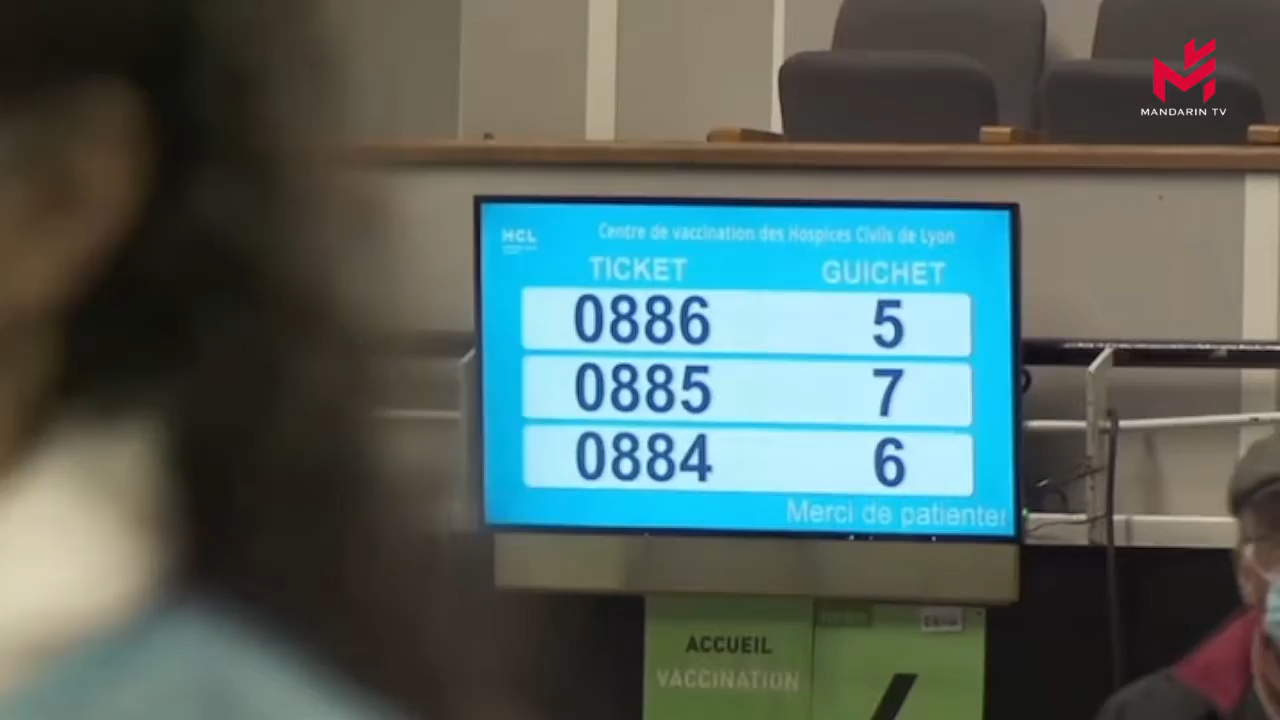 MANDARIN TV
HCL
Centre de vaccination des Hospices Civils de Lyon
TICKET GUICHET
0886 5
0885 7
0884 6
Merci de patienter
ACCUEIL
VACCINATION